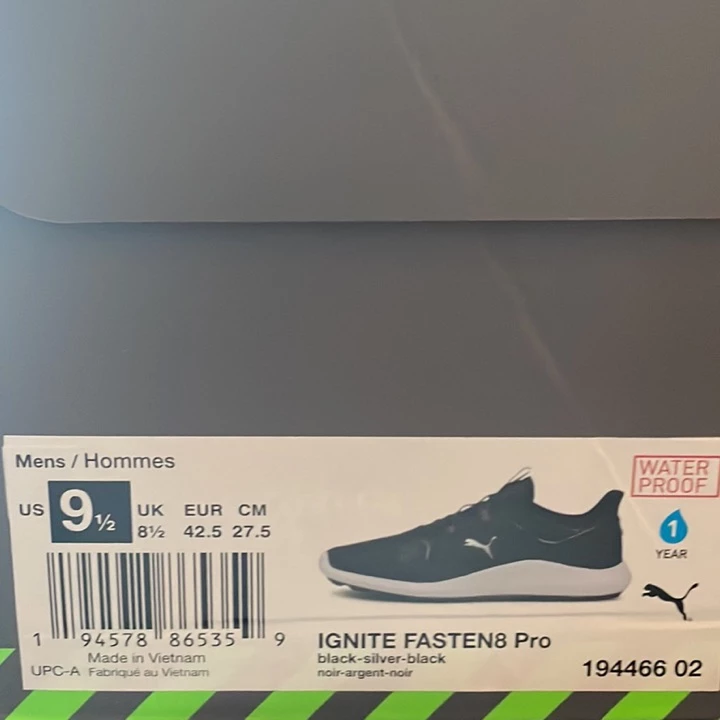 Mens / Hommes
US 9½ UK 8½ EUR 42.5 CM 27.5
1 94578 86535 9
Made in Vietnam
UPC-A Fabriqué au Vietnam
WATER
PROOF
1
YEAR
IGNITE FASTEN8 Pro
black-silver-black
noir-argent-noir
194466 02